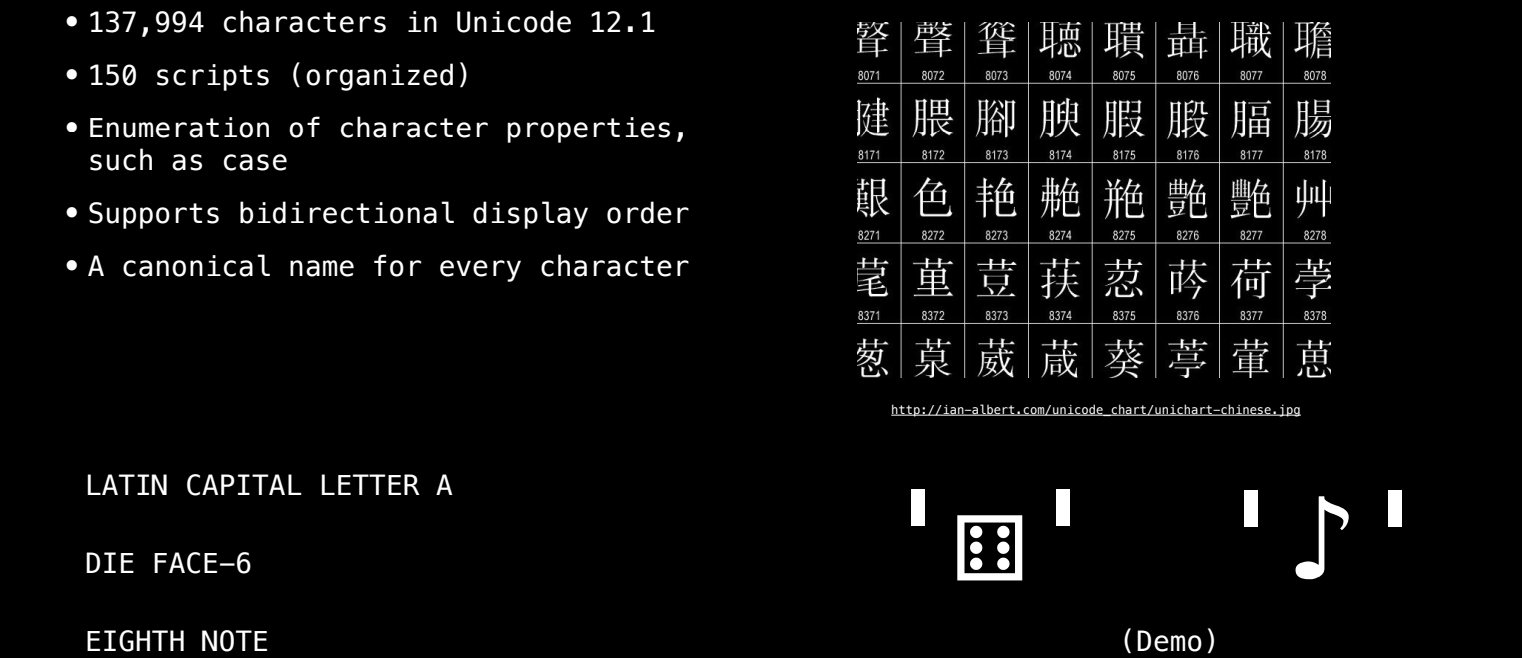 • 137,994 characters in Unicode 12.1
• 150 scripts (organized)
• Enumeration of character properties,
such as case
• Supports bidirectional display order
• A canonical name for every character
聟 聲 聳 聴 聵 聶 職 聸
8071 8072 8073 8074 8075 8076 8077 8078
腱 腲 腳 腴 腵 腶 腷 腸
8171 8172 8173 8174 8175 8176 8177 8178
艱 色 艳 艴 艵 艶 艷 艸
8271 8272 8273 8274 8275 8276 8277 8278
荱 荲 荳 荴 荵 荶 荷 荸
8371 8372 8373 8374 8375 8376 8377 8378
葱 葲 葳 葴 葵 葶 葷 葸
http://ian-albert.com/unicode_chart/unichart-chinese.jpg
LATIN CAPITAL LETTER A
DIE FACE-6
EIGHTH NOTE
'⚅' '♪'
(Demo)